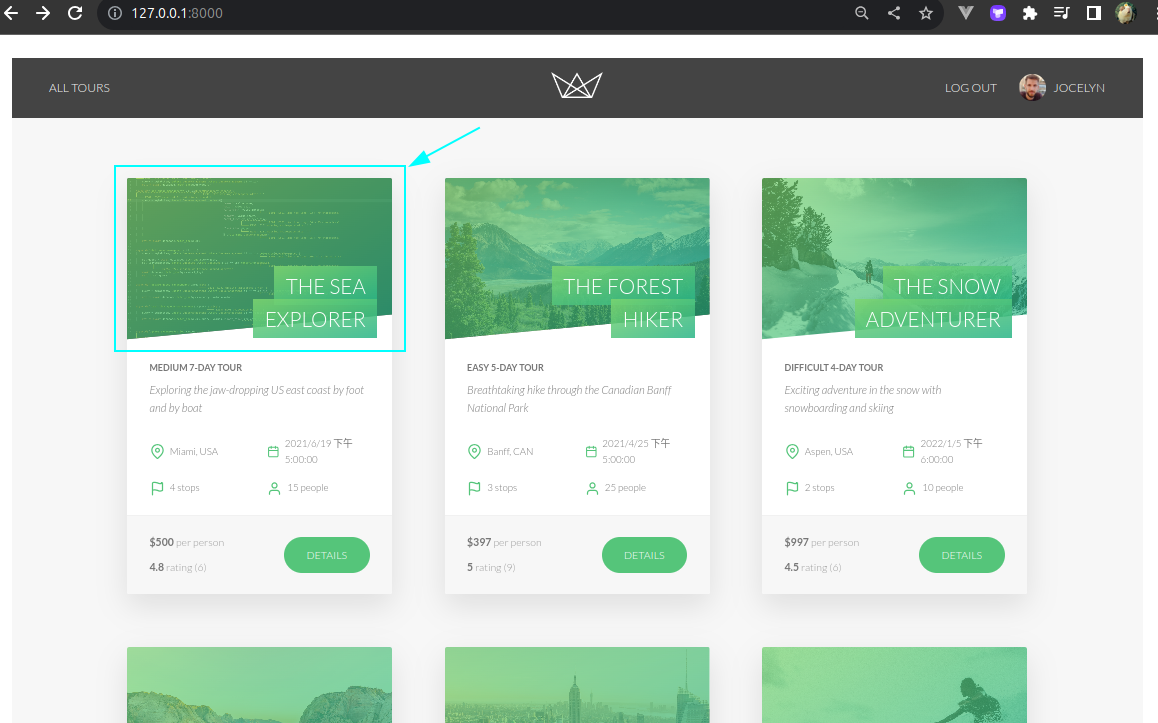 127.0.0.1:8000
ALL TOURS
LOG OUT
JOCELYN
THE SEA
EXPLORER
MEDIUM 7-DAY TOUR
Exploring the jaw-dropping US east coast by foot
and by boat
Miami, USA
2021/6/19 下午
5:00:00
4 stops
15 people
$500 per person
4.8 rating (6)
DETAILS
THE FOREST
HIKER
EASY 5-DAY TOUR
Breathtaking hike through the Canadian Banff
National Park
Banff, CAN
2021/4/25 下午
5:00:00
3 stops
25 people
$397 per person
5 rating (9)
DETAILS
THE SNOW
ADVENTURER
DIFFICULT 4-DAY TOUR
Exciting adventure in the snow with
snowboarding and skiing
Aspen, USA
2022/1/5 下午
6:00:00
2 stops
10 people
$997 per person
4.5 rating (6)
DETAILS